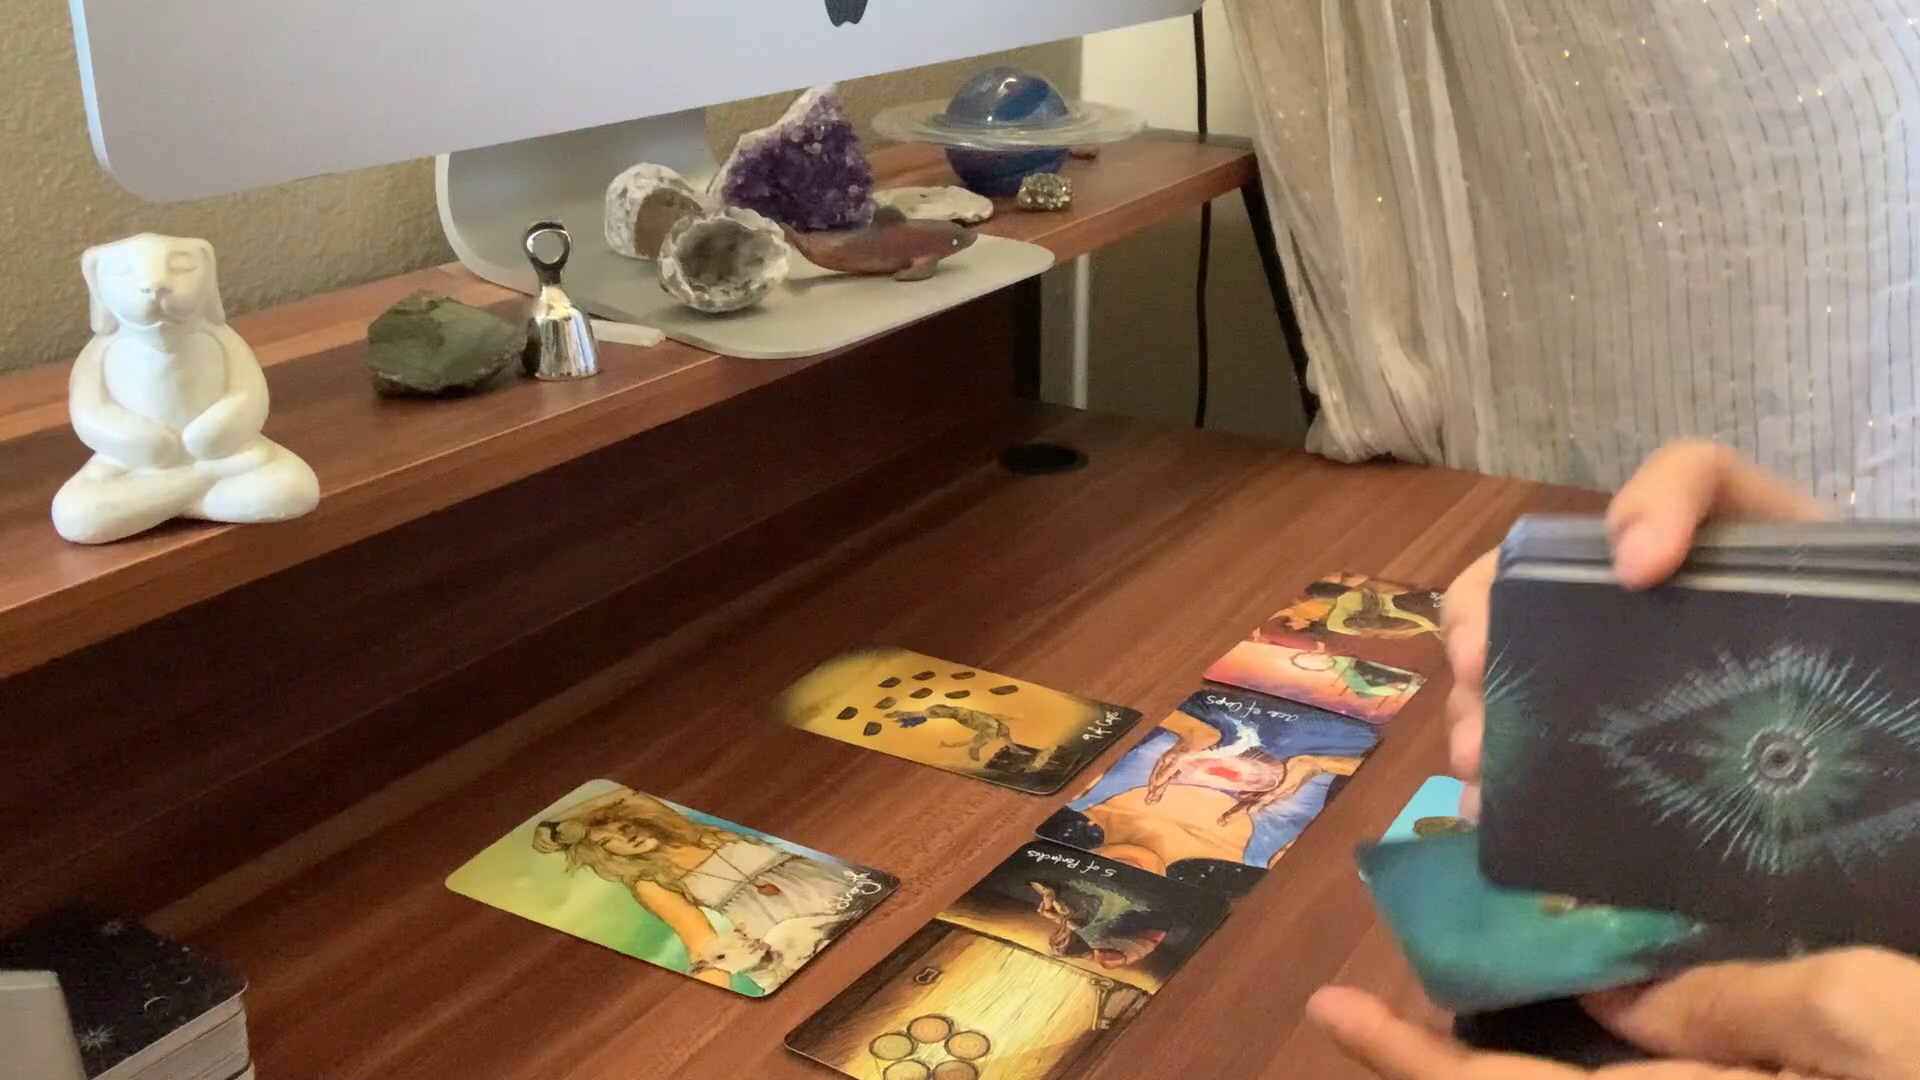 9 of Cups
ace of Cups
Strength
5 of Pentacles